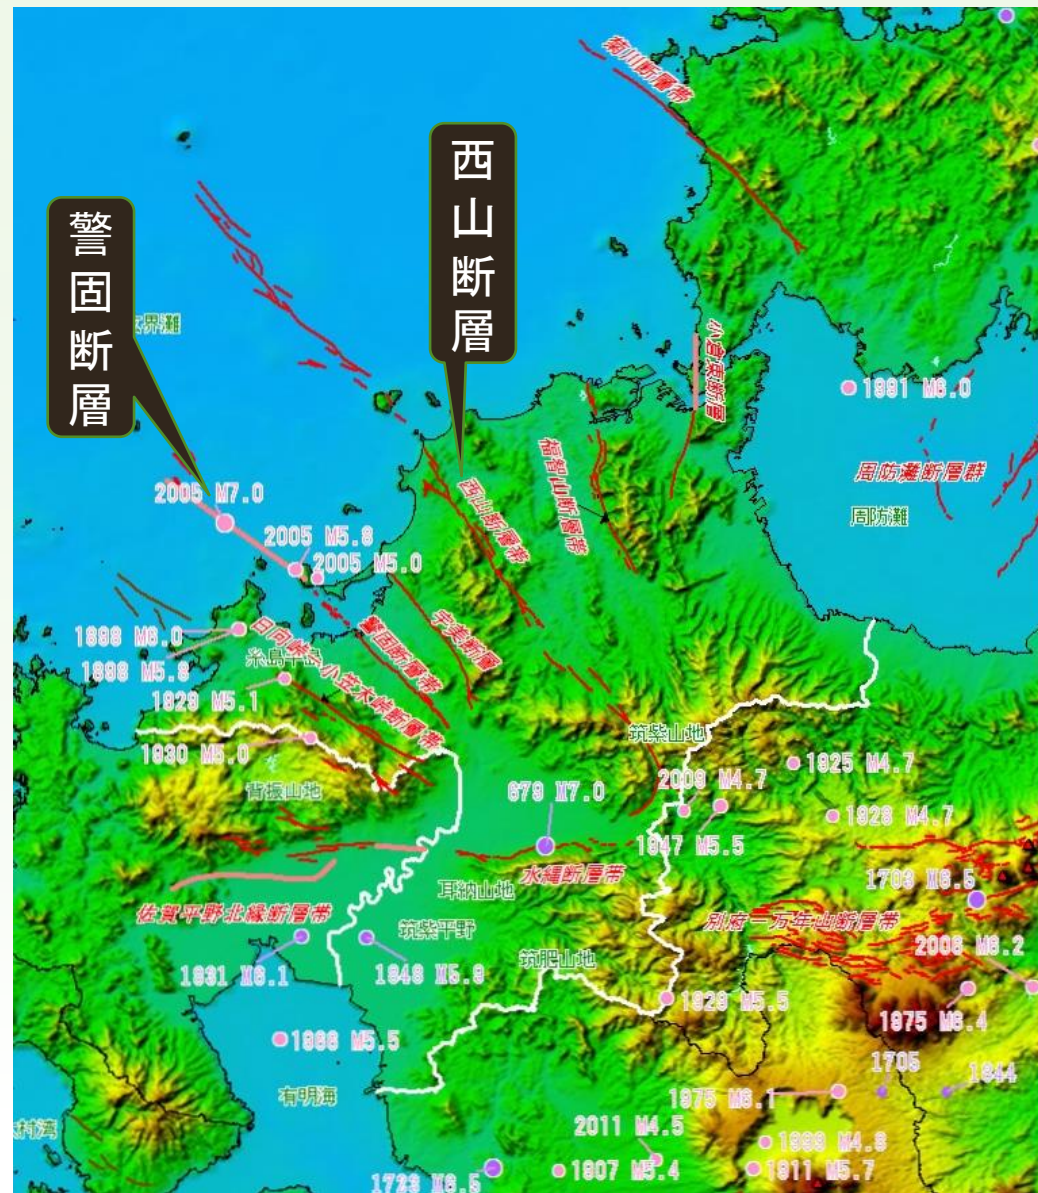 菊川断層帯
西山断層
警固断層
小倉東断層
1991 M6.0
福智山断層帯
周防灘断層群
西山断層帯
2005 M7.0
周防灘
2005 M5.8
2005 M5.0
宇美断層
警固断層帯
1898 M6.0
日向峠-小笠木峠断層帯
糸島半島
1898 M5.8
1929 M5.1
筑紫山地
1930 M5.0
1925 M4.7
背振山地
2009 M4.7
679 M7.0
1928 M4.7
1947 M5.5
水縄断層帯
1703 M6.5
耳納山地
佐賀平野北縁断層帯
別府－万年山断層帯
筑紫平野
筑肥山地
1831 M6.1
1848 M5.9
1929 M5.5
1975 M6.4
1966 M5.5
1705
1844
有明海
1975 M6.1
2011 M4.5
村湾
1999 M4.8
1907 M5.4
1911 M5.7
1723 M6.5